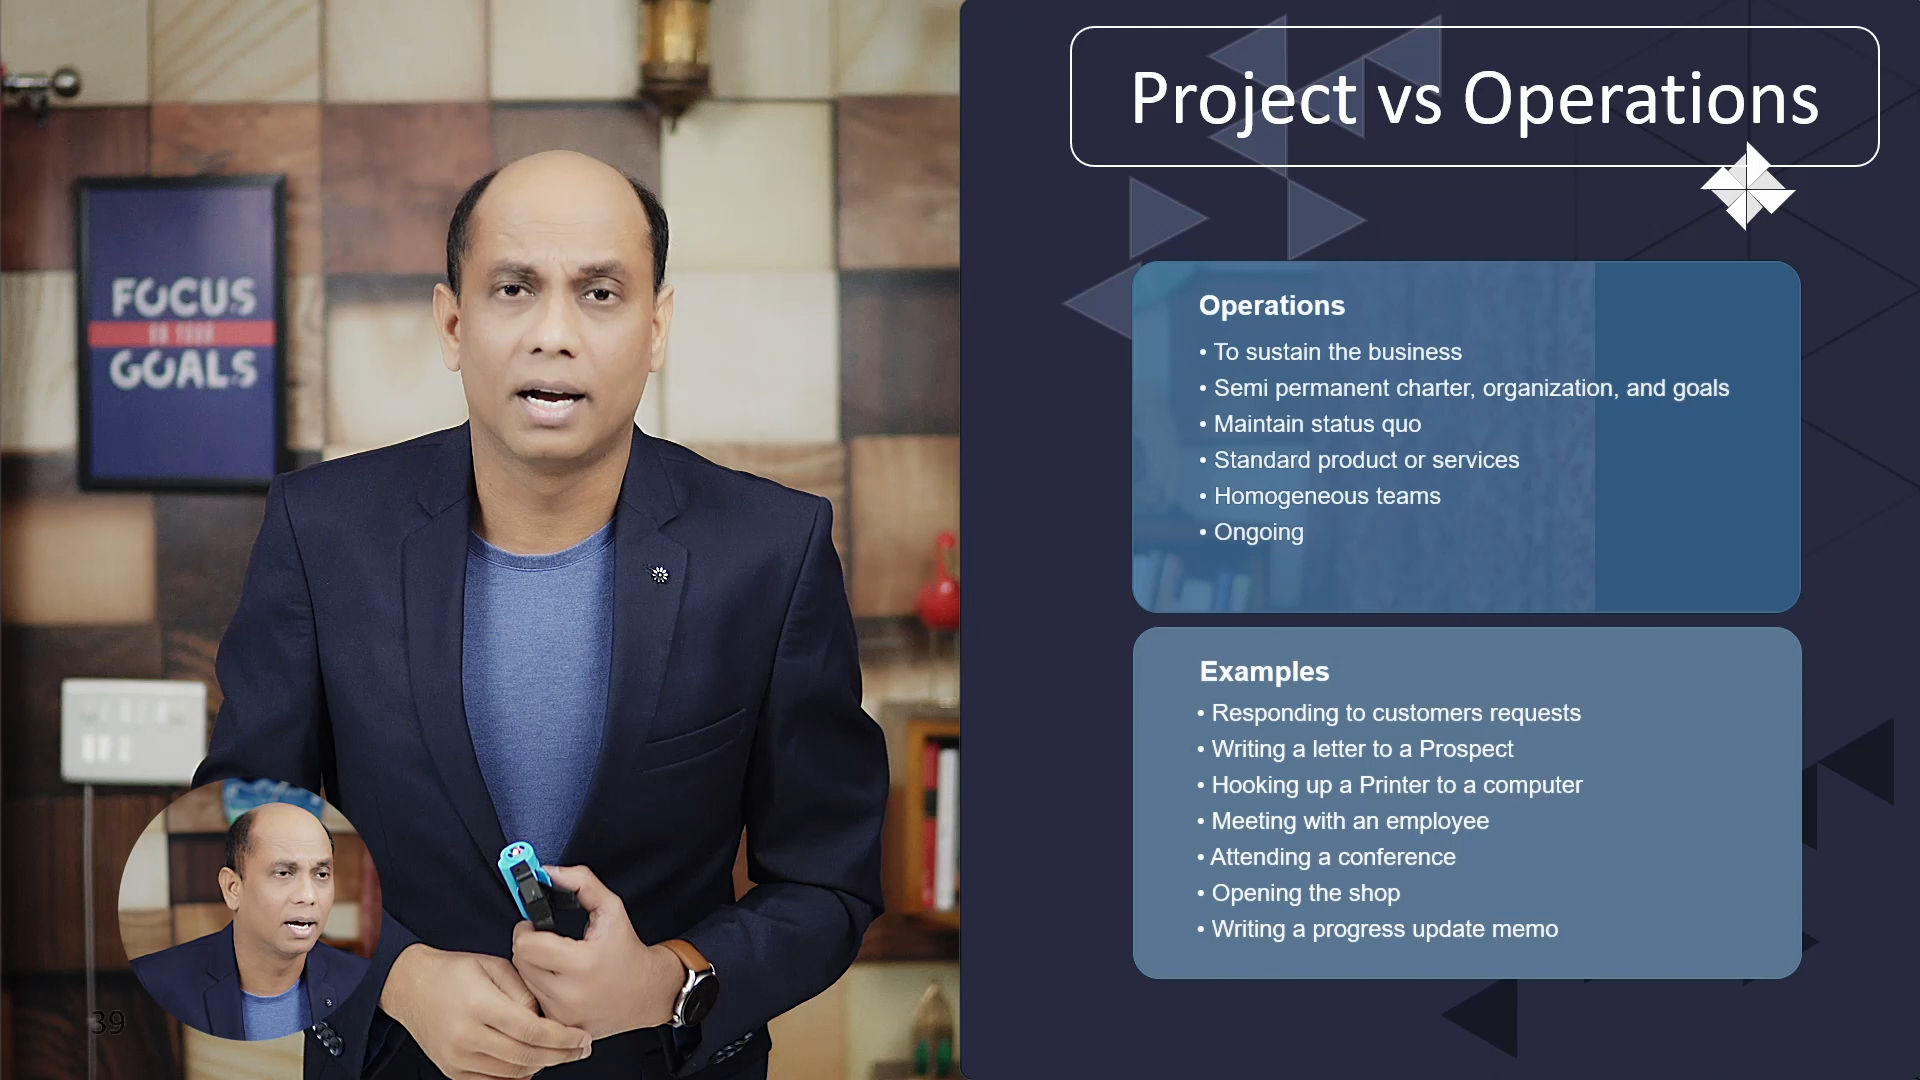 FOCUS
ON YOUR
GOALS
39
Project vs Operations
Operations
• To sustain the business
• Semi permanent charter, organization, and goals
• Maintain status quo
• Standard product or services
• Homogeneous teams
• Ongoing
Examples
• Responding to customers requests
• Writing a letter to a Prospect
• Hooking up a Printer to a computer
• Meeting with an employee
• Attending a conference
• Opening the shop
• Writing a progress update memo